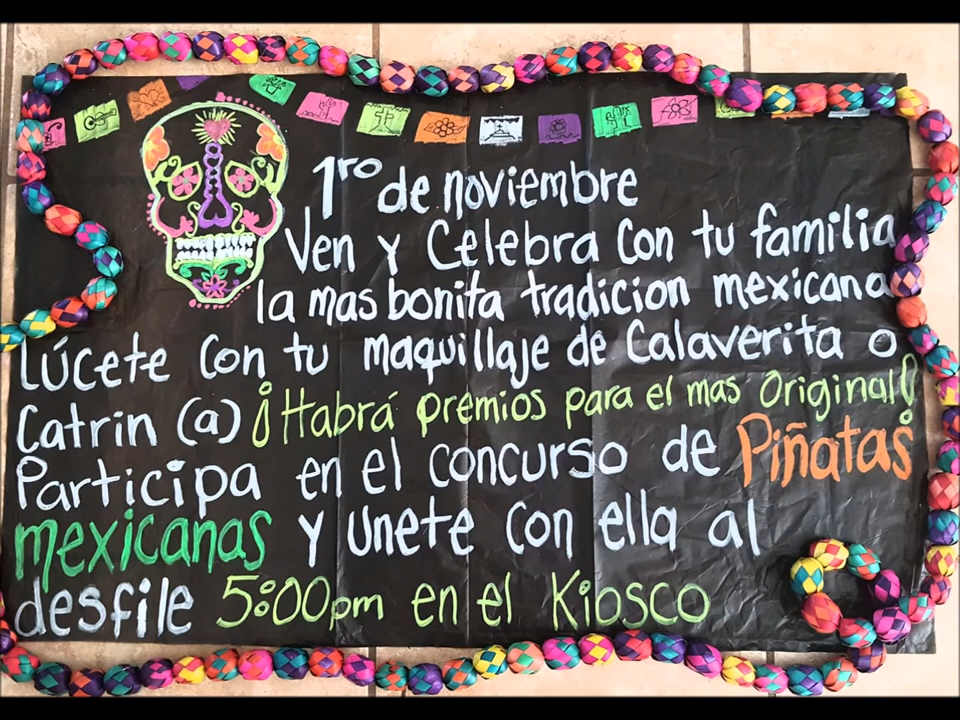 1ro de noviembre
Ven y Celebra con tu familia
la mas bonita tradicion mexicana
Lúcete con tu maquillaje de Calaverita o
Catrin (a) ¡Habrá premios para el mas Original!
Participa en el concurso de Piñatas
mexicanas y unete con ella al
desfile 5:00pm en el Kiosco